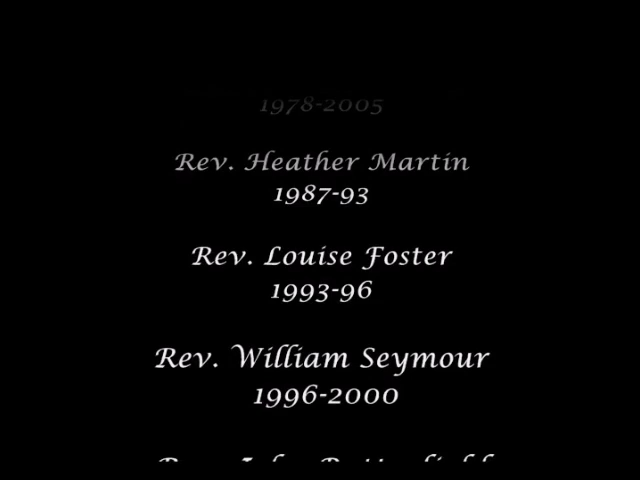 1978-2005
Rev. Heather Martin
1987-93
Rev. Louise Foster
1993-96
Rev. William Seymour
1996-2000